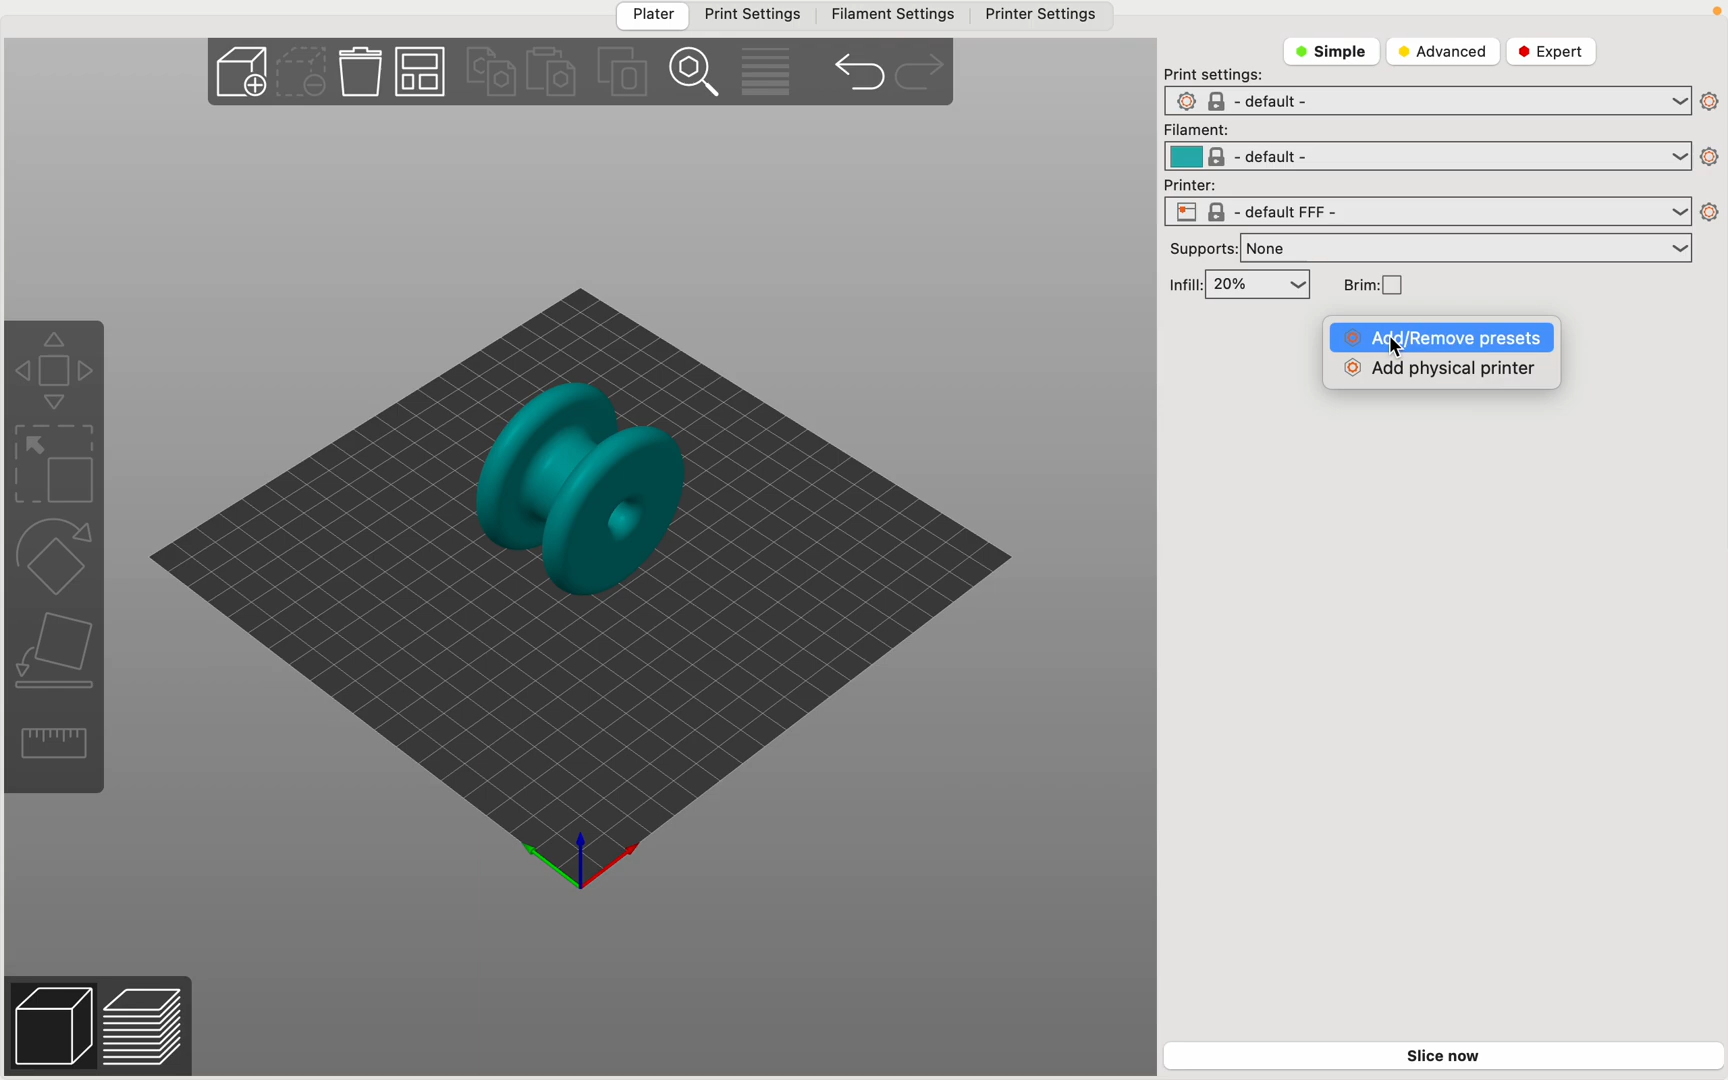 Plater
Print Settings
Filament Settings
Printer Settings
Simple
Advanced
Expert
Print settings:
- default -
Filament:
- default -
Printer:
- default FFF -
Supports: None
Infill: 20%
Brim:
Add/Remove presets
Add physical printer
Slice now